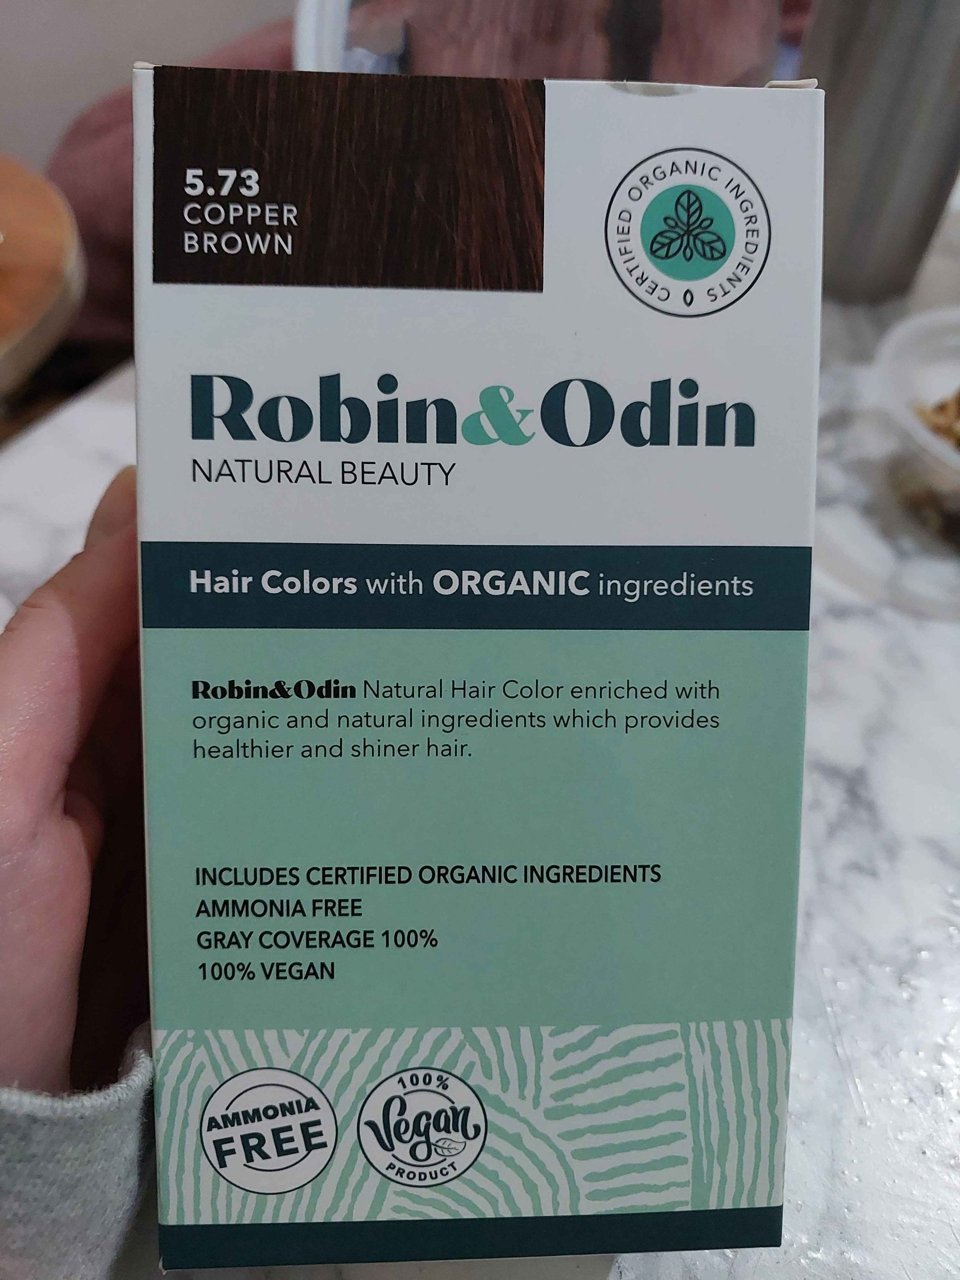 5.73
COPPER
BROWN
CERTIFIED ORGANIC INGREDIENTS
Robin&Odin
NATURAL BEAUTY
Hair Colors with ORGANIC ingredients
Robin&Odin Natural Hair Color enriched with
organic and natural ingredients which provides
healthier and shiner hair.
INCLUDES CERTIFIED ORGANIC INGREDIENTS
AMMONIA FREE
GRAY COVERAGE 100%
100% VEGAN
AMMONIA
FREE
100%
Vegan
PRODUCT